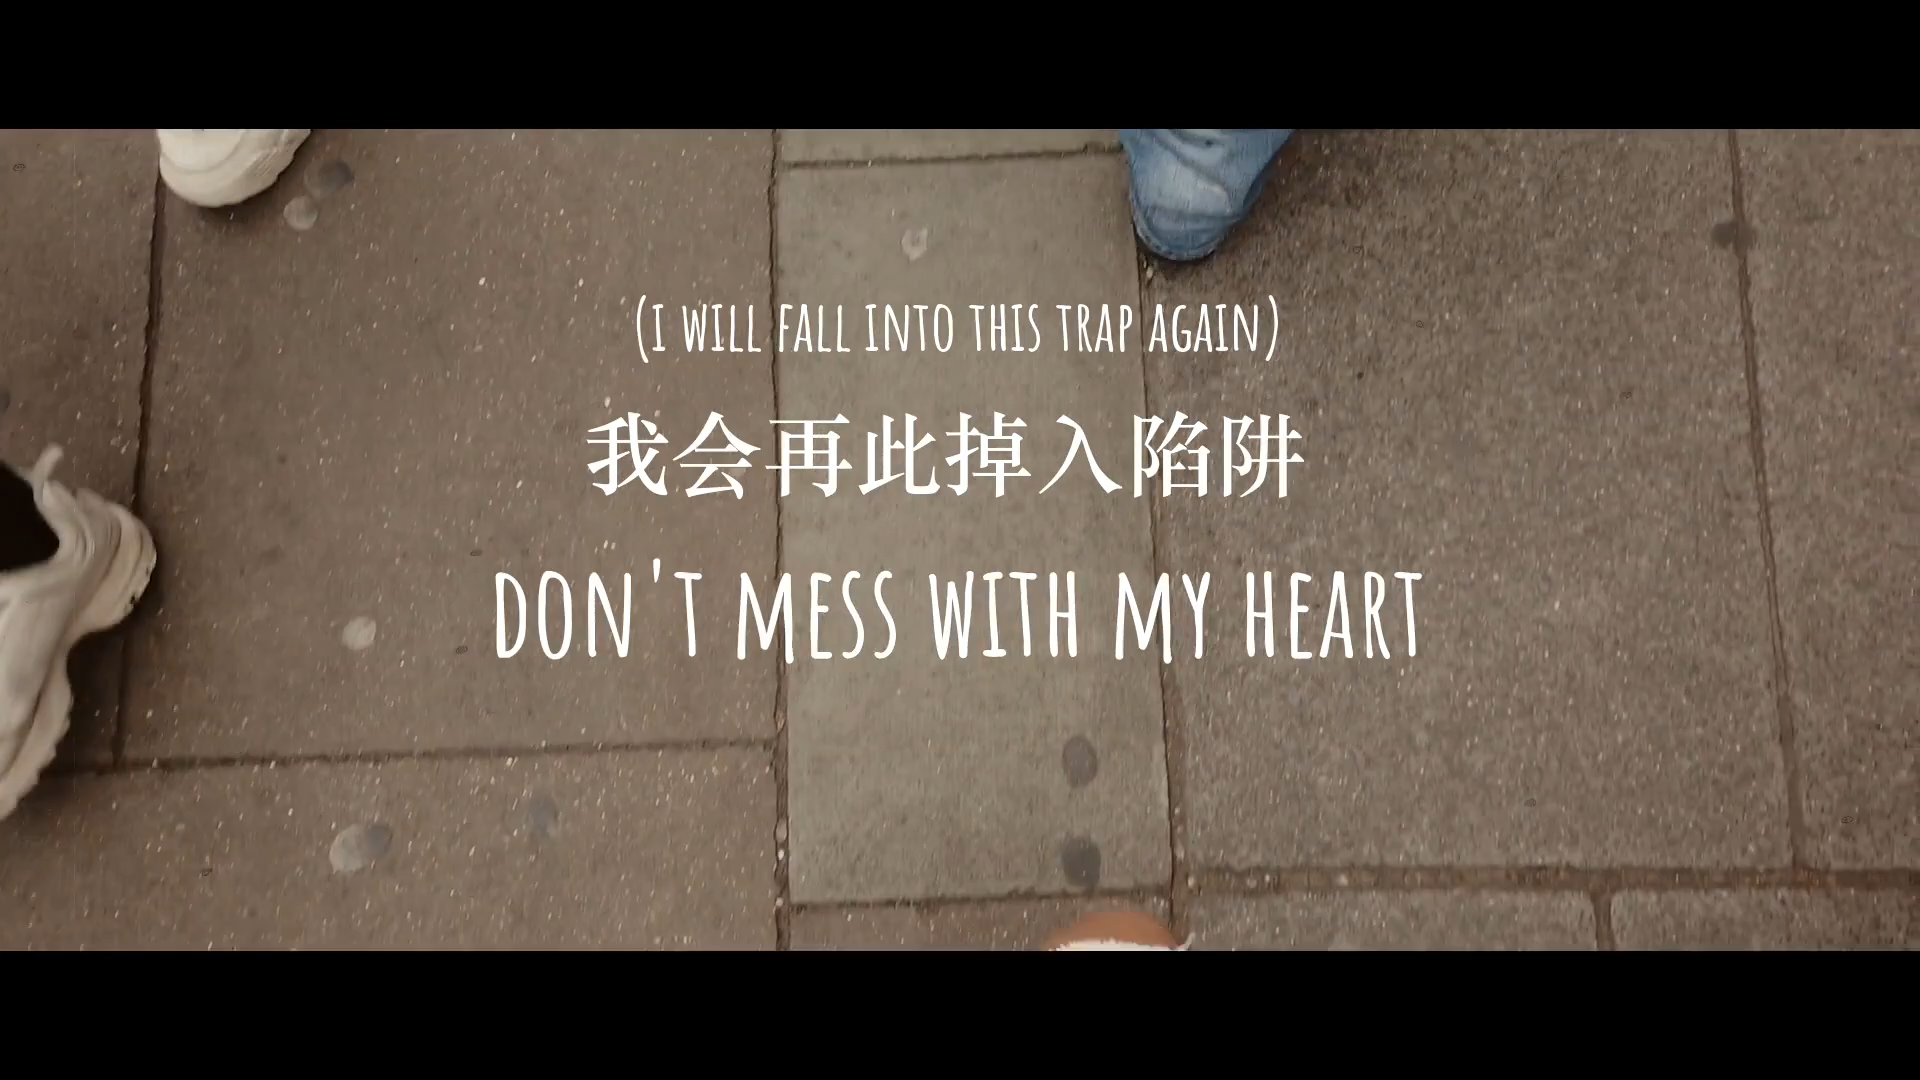 (I WILL FALL INTO THIS TRAP AGAIN)
我会再此掉入陷阱
DON'T MESS WITH MY HEART